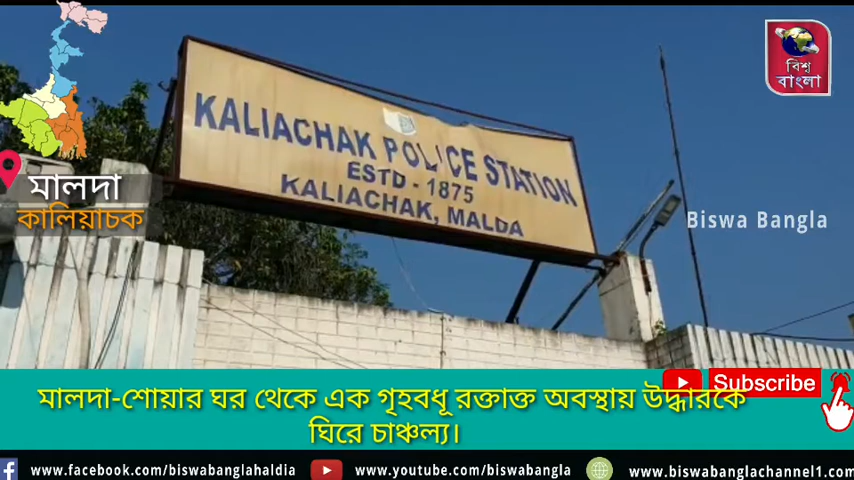 বিশ্ব
বাংলা
KALIACHAK POLICE STATION
ESTD - 1875
KALIACHAK, MALDA
মালদা
কালিয়াচক
Biswa Bangla
Subscribe
মালদা-শোয়ার ঘর থেকে এক গৃহবধূ রক্তাক্ত অবস্থায় উদ্ধারকে
ঘিরে চাঞ্চল্য।
www.facebook.com/biswabanglahaldia
www.youtube.com/biswabangla
www.biswabanglachannel1.com